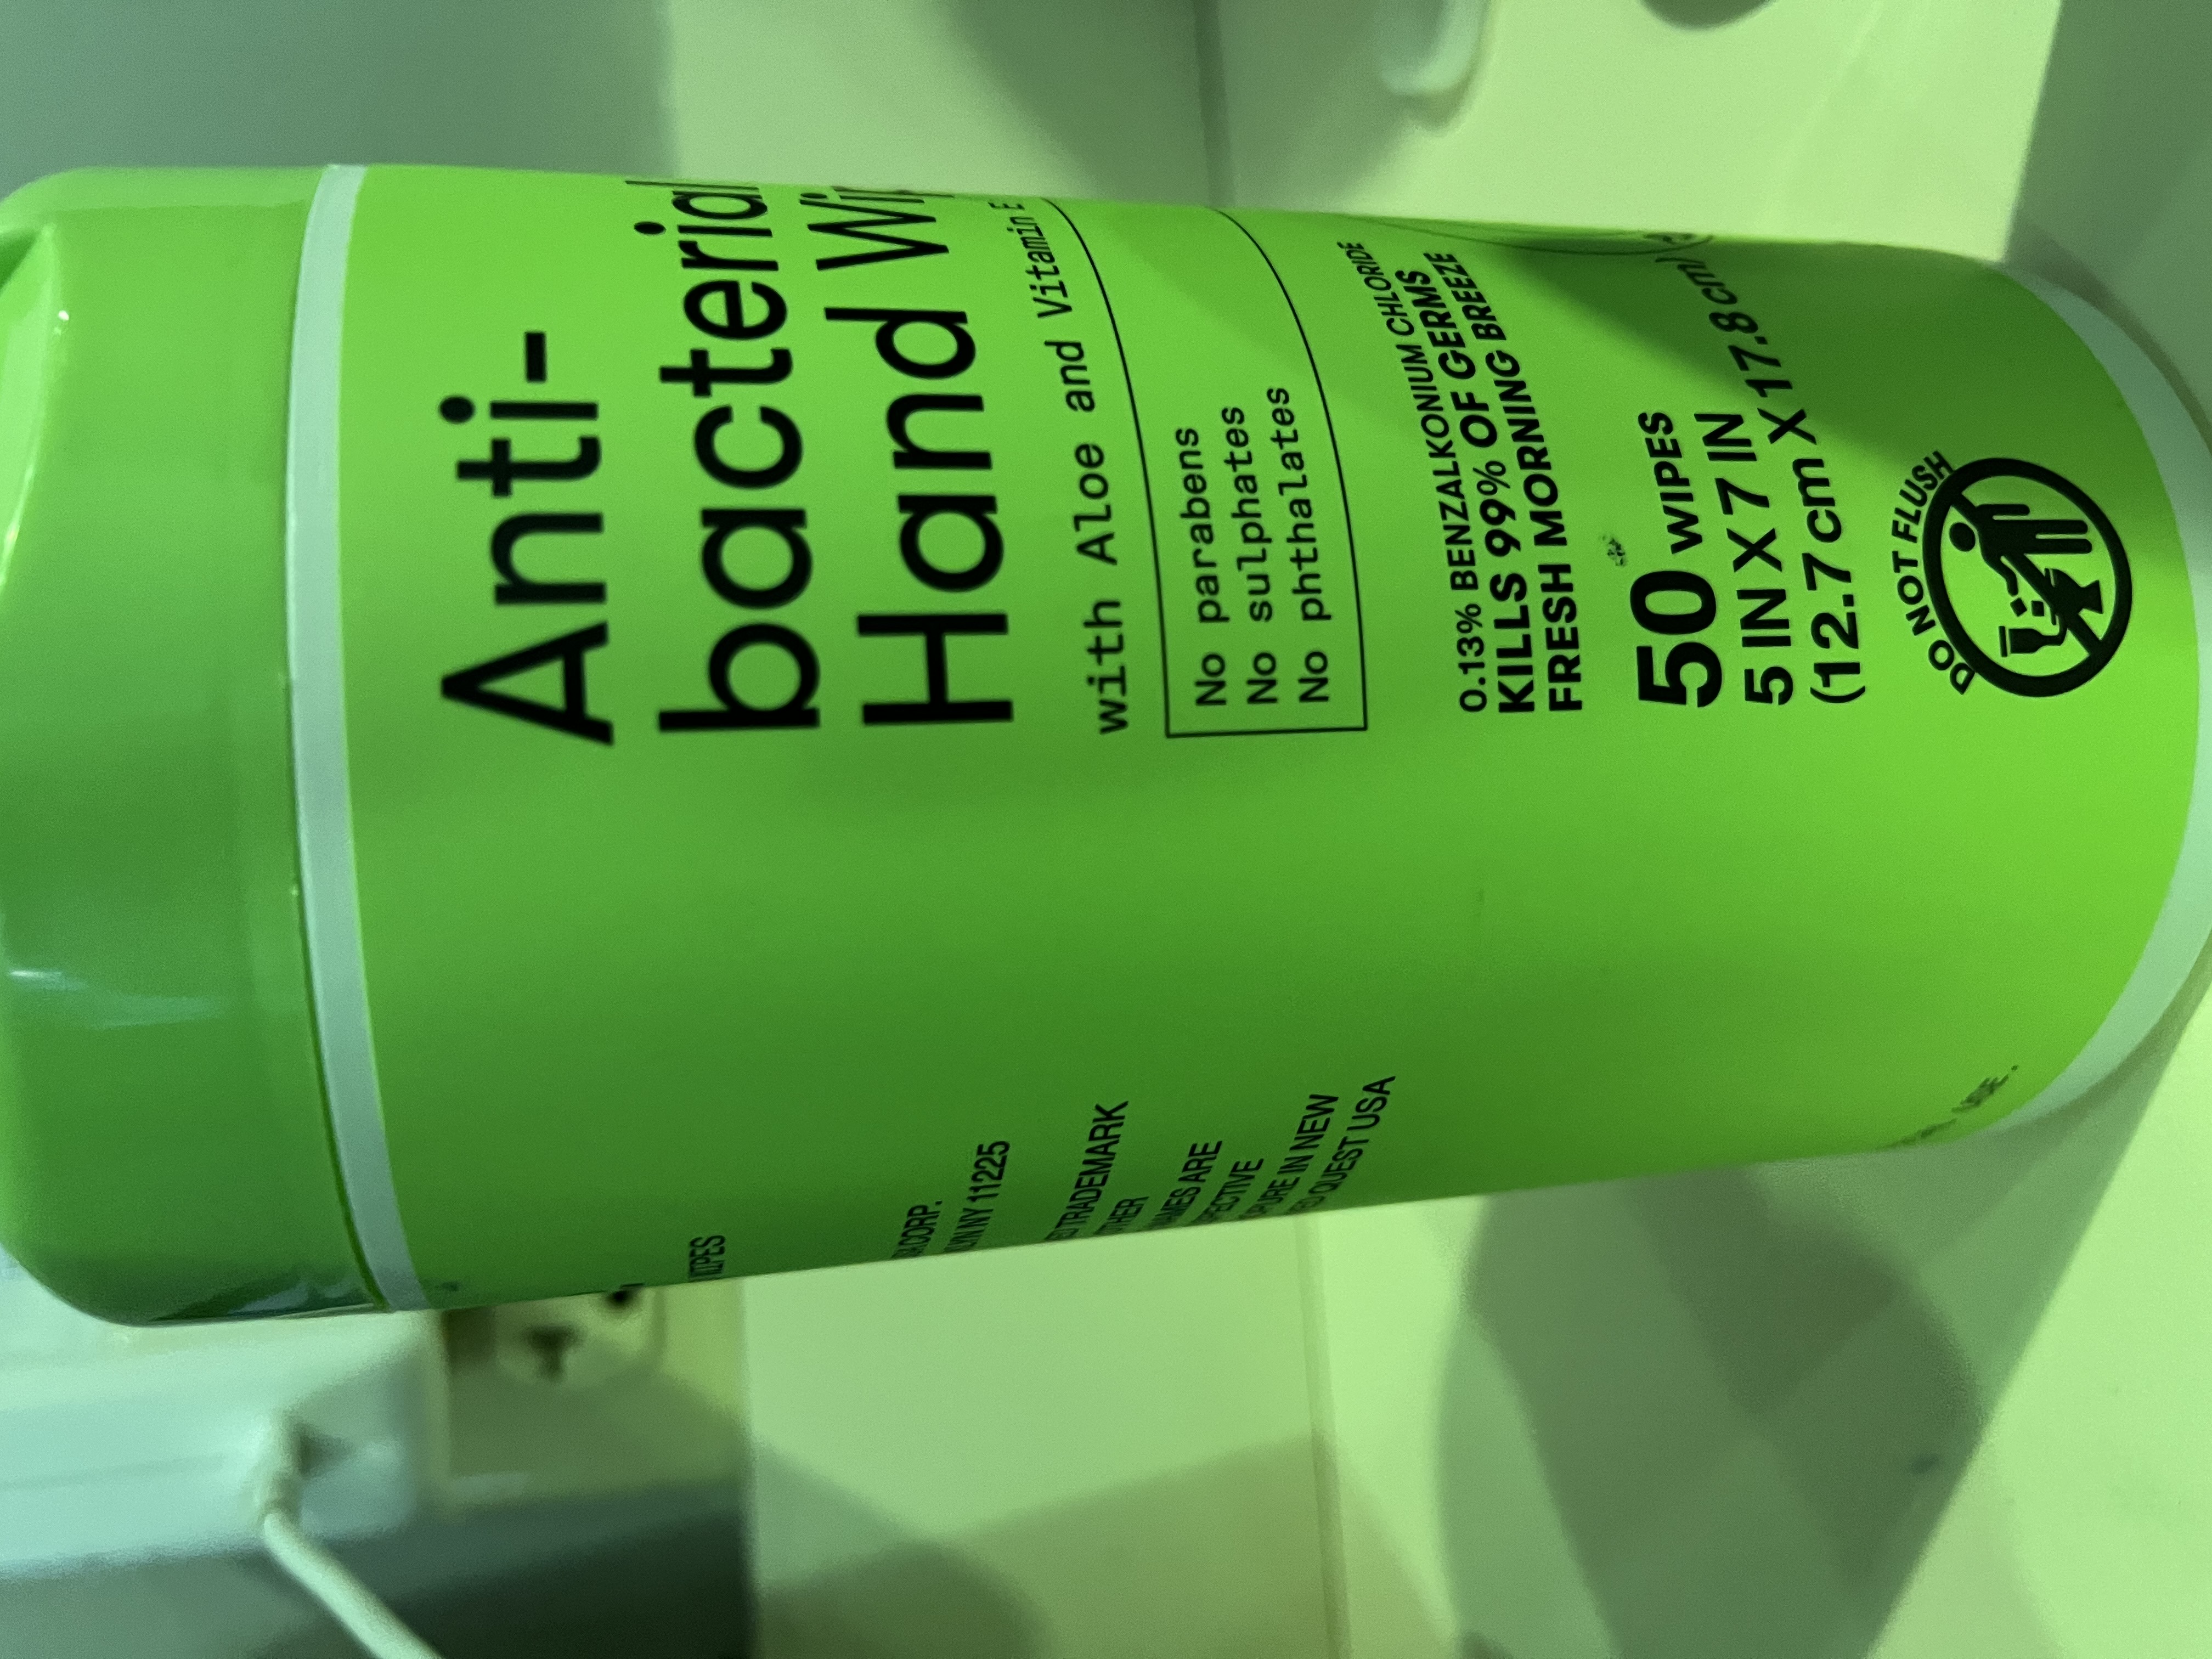 WIPES
CORP.
NY 11225
TRADEMARK
ARE
IN NEW
QUEST USA
USE.
Anti-
bacterial
Hand
with Aloe and Vitamin E
No parabens
No sulphates
No phthalates
0.13% BENZALKONIUM CHLORIDE
KILLS 99% OF GERMS
FRESH MORNING BREEZE
50 WIPES
5 IN X 7 IN
(12.7 cm X 17.8 cm)
DO NOT FLUSH